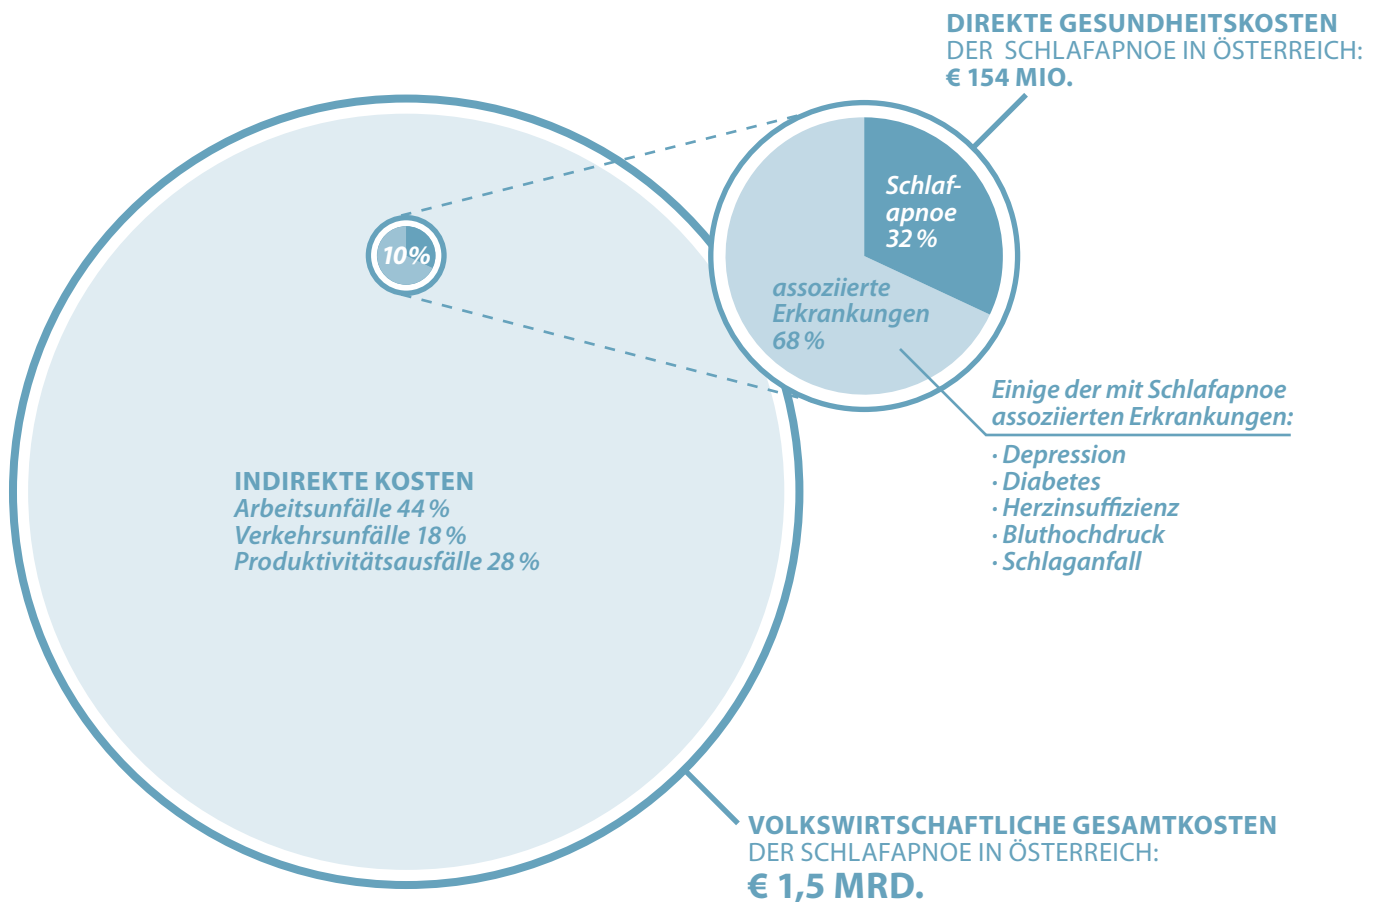 DIREKTE GESUNDHEITSKOSTEN
DER SCHLAFAPNOE IN ÖSTERREICH:
€ 154 MIO.
Schlaf-
apnoe
32 %
10%
assoziierte
Erkrankungen
68 %
Einige der mit Schlafapnoe
assoziierten Erkrankungen:
· Depression
· Diabetes
· Herzinsuffizienz
· Bluthochdruck
· Schlaganfall
INDIREKTE KOSTEN
Arbeitsunfälle 44 %
Verkehrsunfälle 18 %
Produktivitätsausfälle 28 %
VOLKSWIRTSCHAFTLICHE GESAMTKOSTEN
DER SCHLAFAPNOE IN ÖSTERREICH:
€ 1,5 MRD.